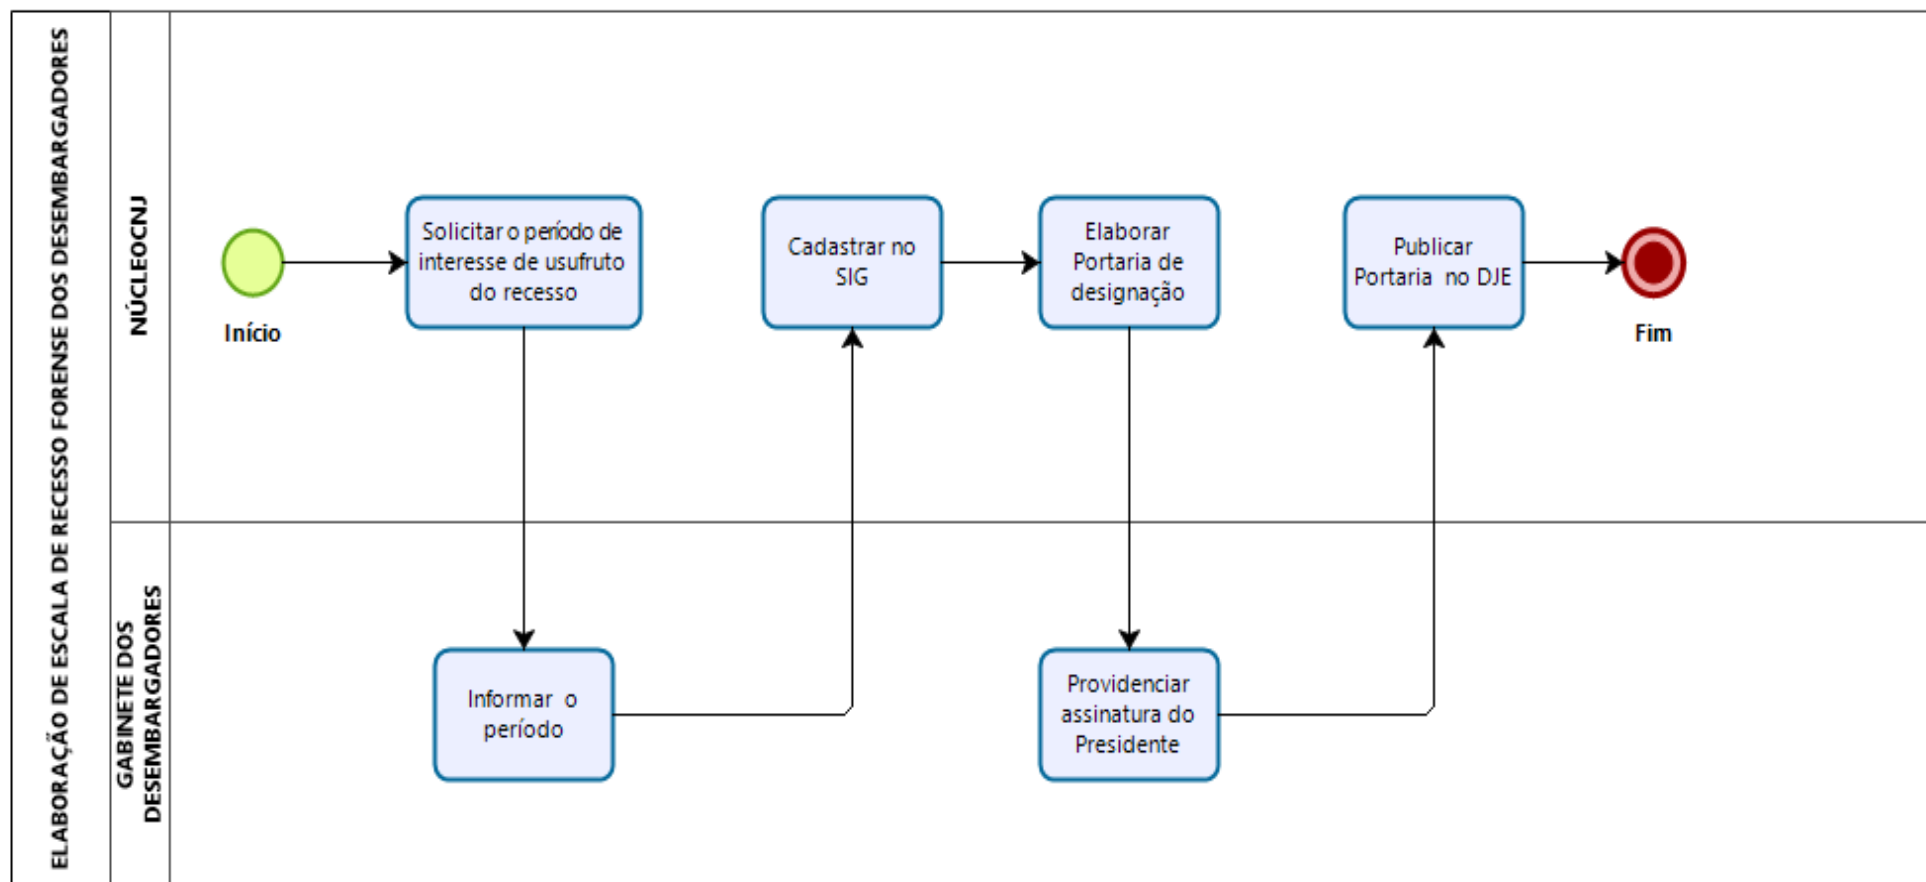 ELABORAÇÃO DE ESCALA DE RECESSO FORENSE DOS DESEMBARGADORES
NÚCLEOCNJ
Início
Solicitar o período de
interesse de usufruto
do recesso
Cadastrar no
SIG
Elaborar
Portaria de
designação
Publicar
Portaria no DJE
Fim
GABINETE DOS
DESEMBARGADORES
Informar o
período
Providenciar
assinatura do
Presidente